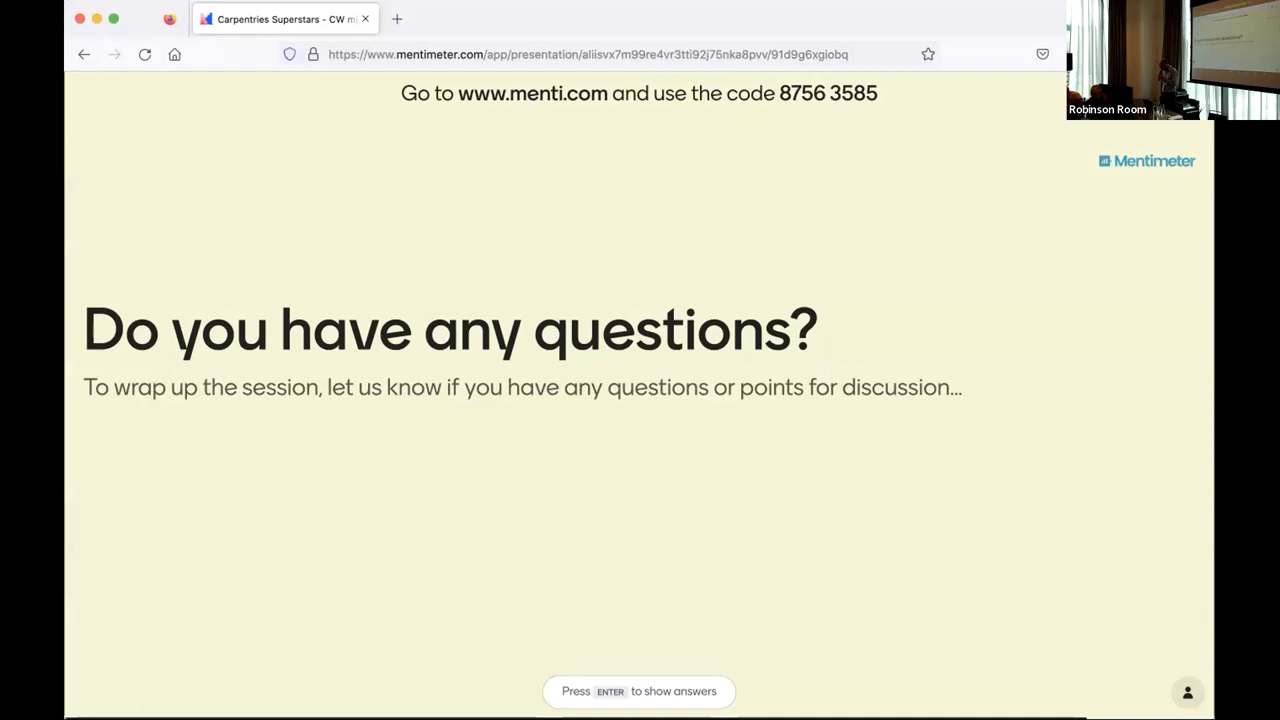 Carpentries Superstars - CW mi
https://www.mentimeter.com/app/presentation/aliisvx7m99re4vr3tti92j75nka8pvv/91d9g6xgiobq
Robinson Room
Go to www.menti.com and use the code 8756 3585
Mentimeter
Do you have any questions?
To wrap up the session, let us know if you have any questions or points for discussion...
Press ENTER to show answers